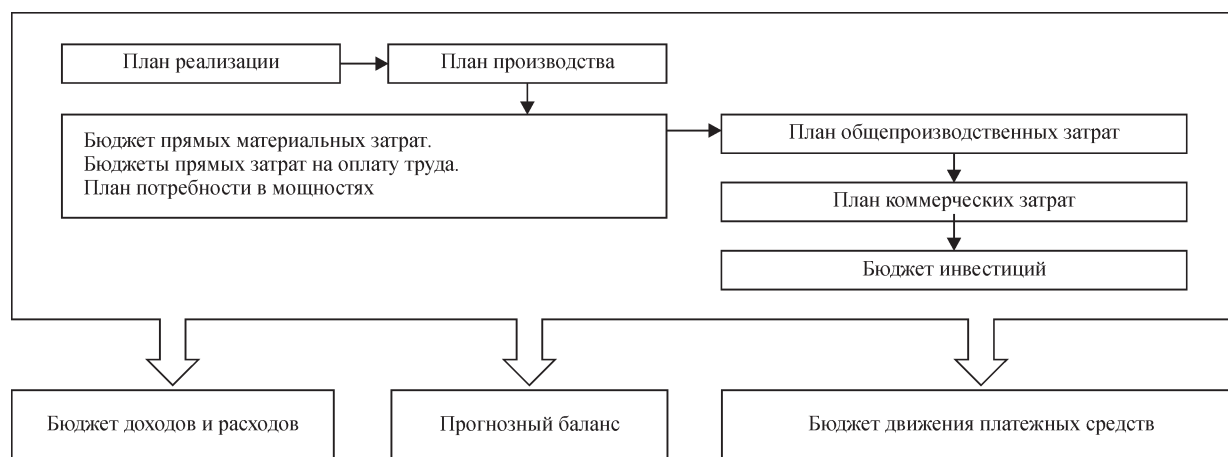 План реализации
План производства
Бюджет прямых материальных затрат.
Бюджеты прямых затрат на оплату труда.
План потребности в мощностях
План общепроизводственных затрат
План коммерческих затрат
Бюджет инвестиций
Бюджет доходов и расходов
Прогнозный баланс
Бюджет движения платежных средств